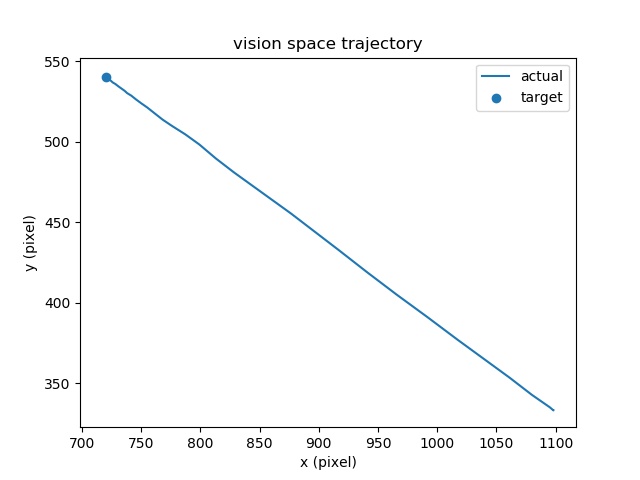 vision space trajectory
550
500
450
400
350
y (pixel)
actual
target
700 750 800 850 900 950 1000 1050 1100
x (pixel)